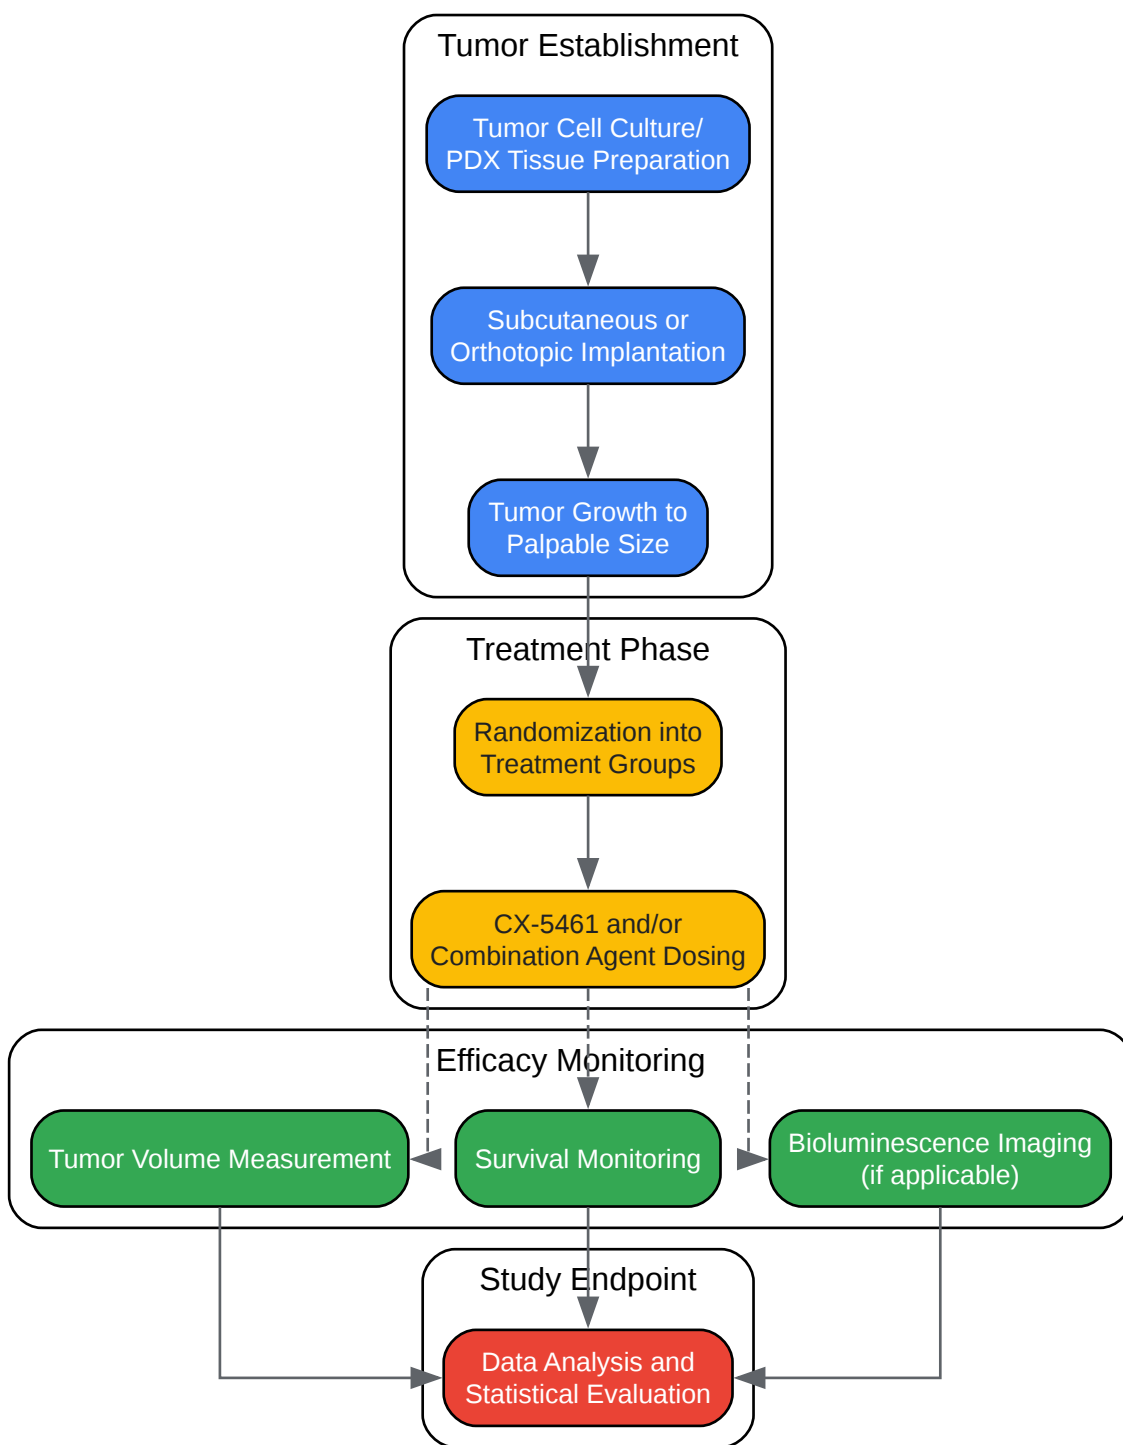 Tumor Establishment
Tumor Cell Culture/
PDX Tissue Preparation
Subcutaneous or
Orthotopic Implantation
Tumor Growth to
Palpable Size
Treatment Phase
Randomization into
Treatment Groups
CX-5461 and/or
Combination Agent Dosing
Efficacy Monitoring
Tumor Volume Measurement
Survival Monitoring
Bioluminescence Imaging
(if applicable)
Study Endpoint
Data Analysis and
Statistical Evaluation